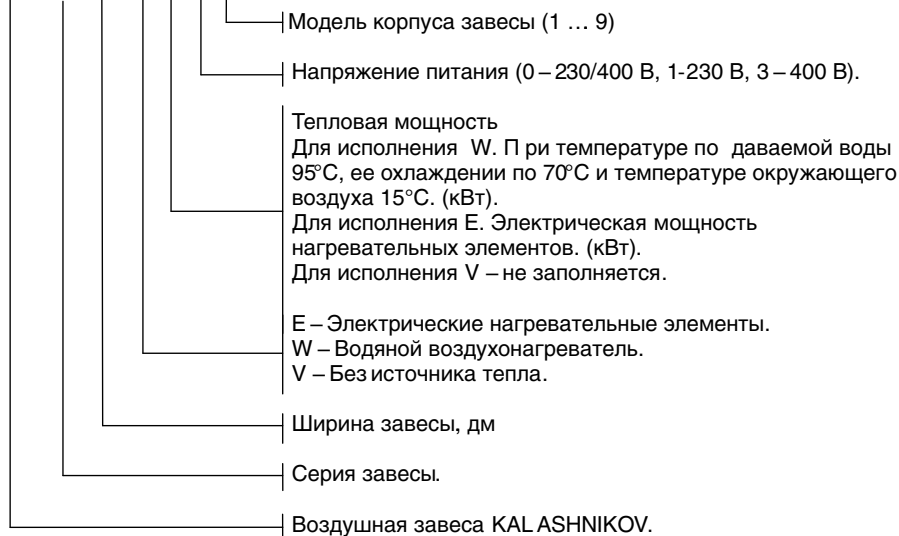 Модель корпуса завесы (1 … 9)
Напряжение питания (0 – 230/400 В, 1-230 В, 3 – 400 В).
Тепловая мощность
Для исполнения W. П ри температуре по даваемой воды
95°С, ее охлаждении по 70°С и температуре окружающего
воздуха 15°С. (кВт).
Для исполнения Е. Электрическая мощность
нагревательных элементов. (кВт).
Для исполнения V – не заполняется.
Е – Электрические нагревательные элементы.
W – Водяной воздухонагреватель.
V – Без источника тепла.
Ширина завесы, дм
Серия завесы.
Воздушная завеса KAL ASHNIKOV.